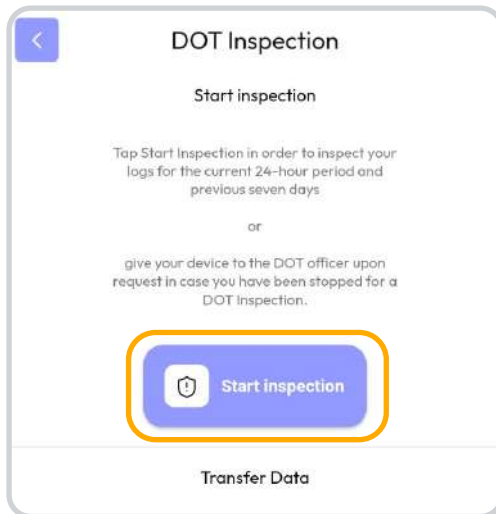 DOT Inspection
Start inspection
Tap Start Inspection in order to inspect your
logs for the current 24-hour period and
previous seven days
or
give your device to the DOT officer upon
request in case you have been stopped for a
DOT Inspection.
Start inspection
Transfer Data